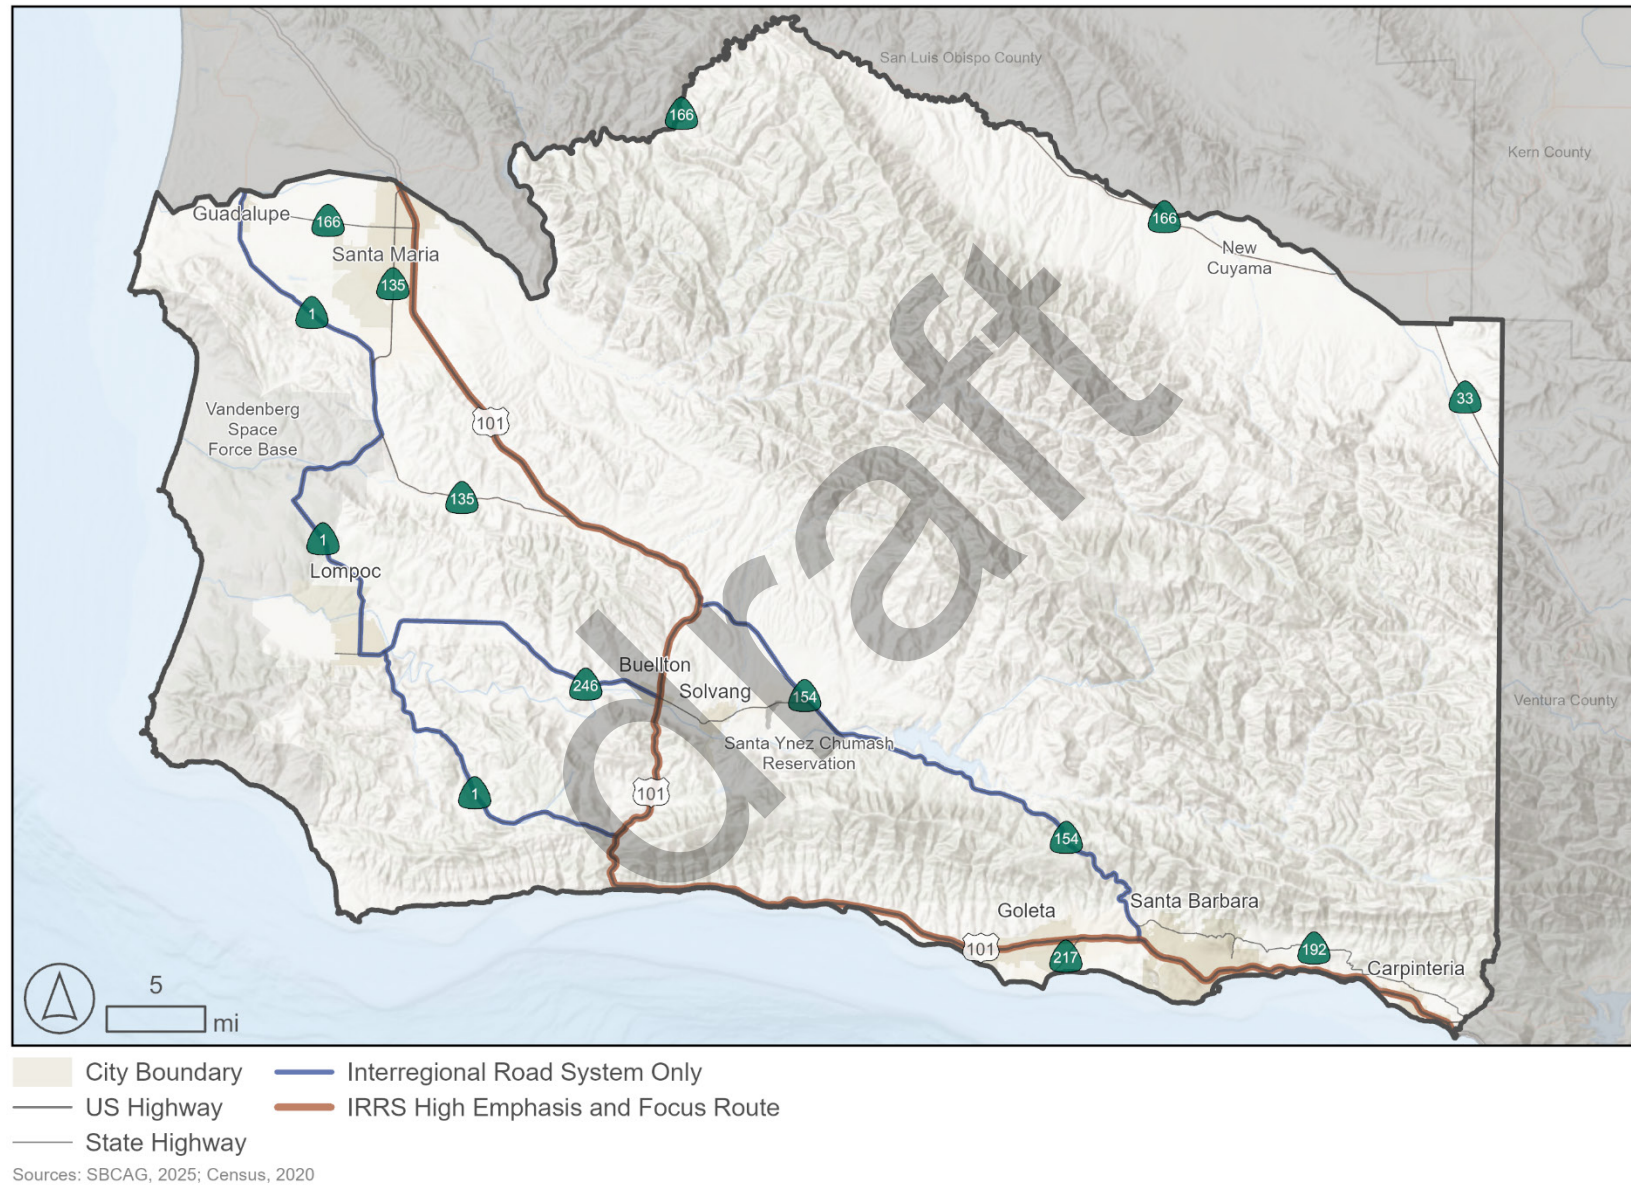 San Luis Obispo County
166
Kern County
Guadalupe
166
166
Santa Maria
New
Cuyama
135
1
33
Vandenberg
Space
Force Base
101
135
1
Lompoc
draft
Buellton
246
Solvang
154
Ventura County
Santa Ynez Chumash
Reservation
1
101
154
Santa Barbara
Goleta
101
217
192
Carpinteria
5
mi
City Boundary
Interregional Road System Only
US Highway
IRRS High Emphasis and Focus Route
State Highway
Sources: SBCAG, 2025; Census, 2020